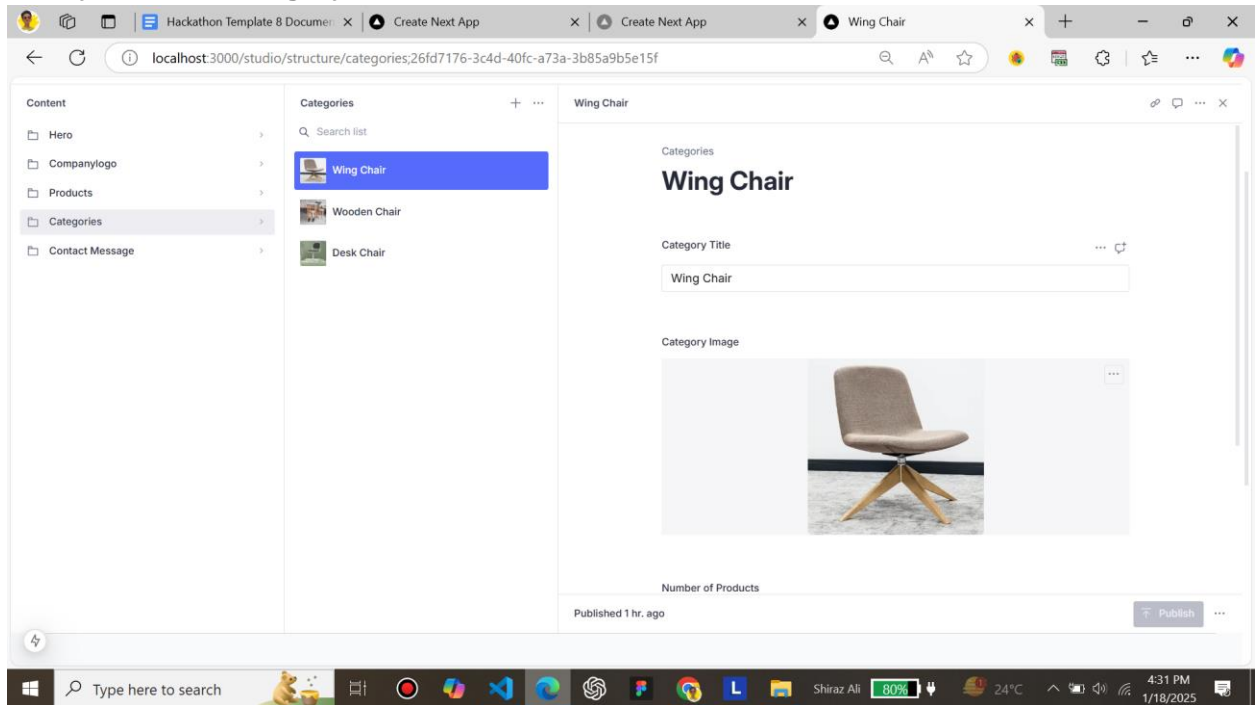 Hackathon Template 8 Documen
Create Next App
Create Next App
Wing Chair
localhost:3000/studio/structure/categories;26fd7176-3c4d-40fc-a73a-3b85a9b5e15f
Content
Hero
Companylogo
Products
Categories
Contact Message
Categories
Search list
Wing Chair
Wooden Chair
Desk Chair
Wing Chair
Categories
Wing Chair
Category Title
Wing Chair
Category Image
Number of Products
Published 1 hr. ago
Publish
Type here to search
L
Shiraz Ali
80%
24°C
4:31 PM
1/18/2025